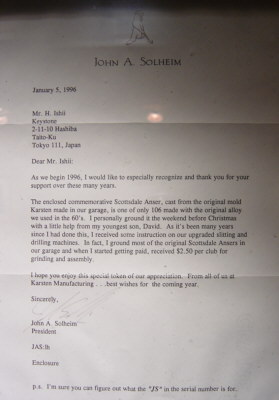 JOHN A. SOLHEIM
January 5, 1996
Mr. H. Ishii
Keystone
2-11-10 Hashiba
Taito-Ku
Tokyo 111, Japan
Dear Mr. Ishii:
As we begin 1996, I would like to especially recognize and thank you for your
support over these many years.
The enclosed commemorative Scottsdale Anser, cast from the original mold
Karsten made in our garage, is one of only 106 made with the original alloy
we used in the 60's. I personally ground it the weekend before Christmas
with a little help from my youngest son, David. As it's been many years
since I had done this, I received some instruction on our upgraded slitting and
drilling machines. In fact, I ground most of the original Scottsdale Ansers in
our garage and when I started getting paid, received $2.50 per club for
grinding and assembly.
I hope you enjoy this special token of our appreciation. From all of us at
Karsten Manufacturing . . . best wishes for the coming year.
Sincerely,
John A. Solheim
President
JAS:lh
Enclosure
p.s. I'm sure you can figure out what the "JS" in the serial number is for.